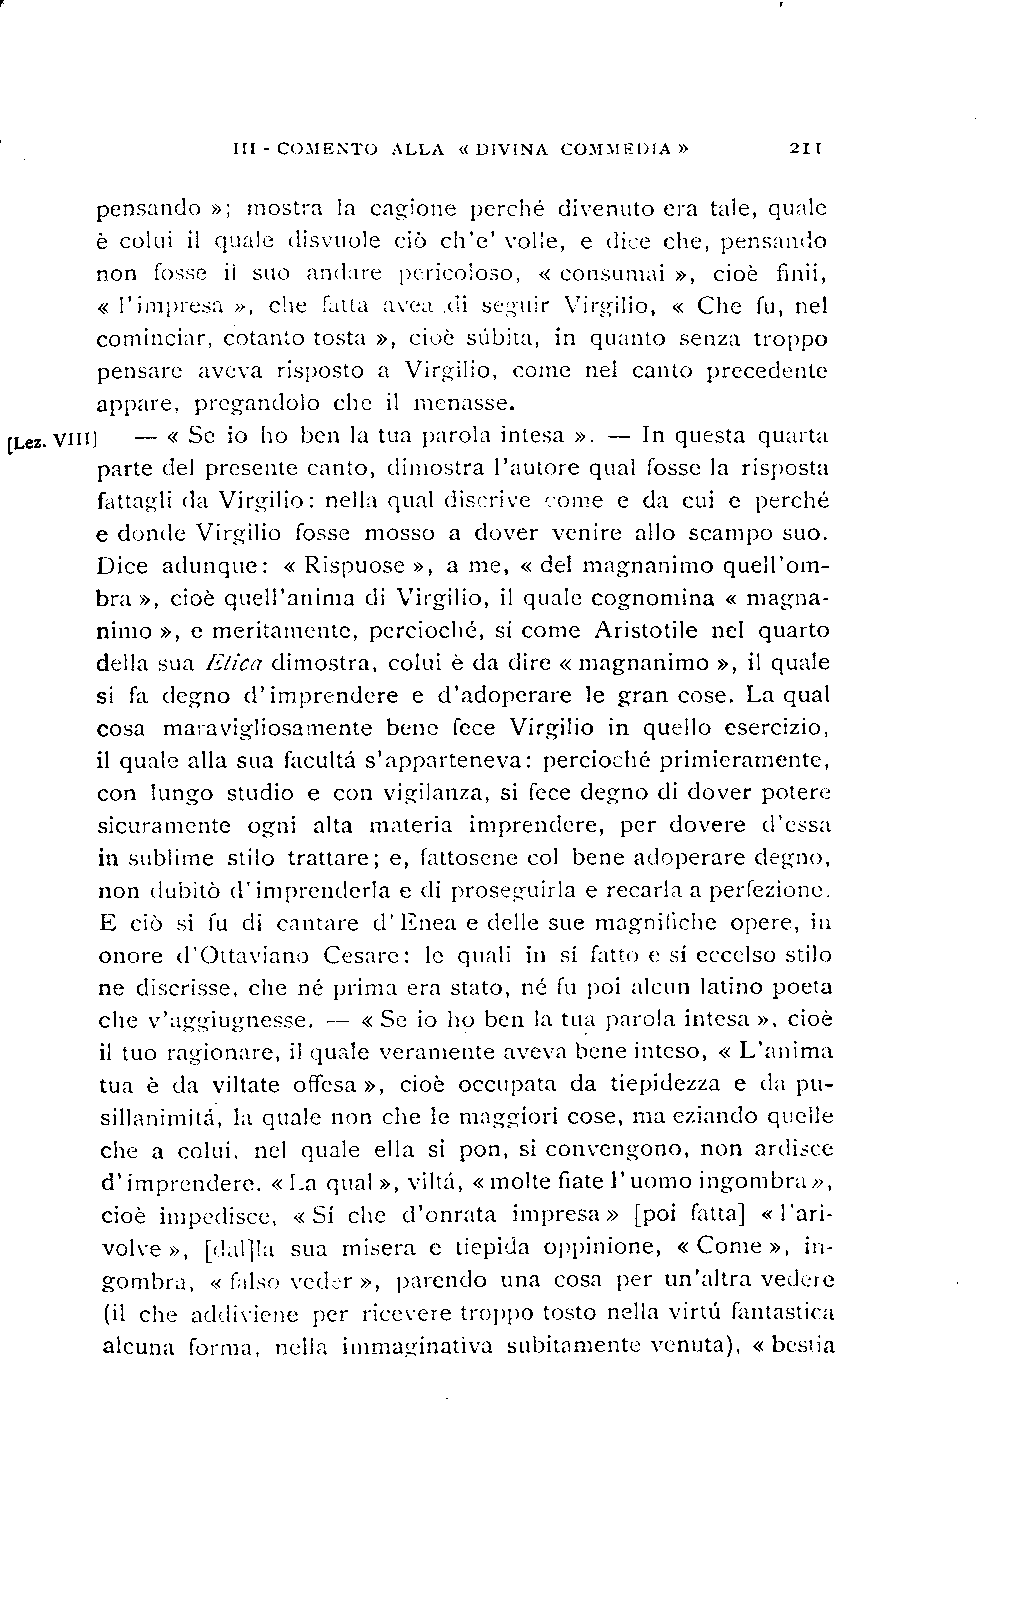 III - COMENTO ALLA « DIVINA COMMEDIA » 211
pensando »; mostra la cagione perché divenuto era tale, quale
è colui il quale disvuole ciò ch'e' volle, e dice che, pensando
non fosse il suo andare pericoloso, « consumai », cioè finii,
« l'impresa », che fatta avea di seguir Virgilio, « Che fu, nel
cominciar, cotanto tosta », cioè súbita, in quanto senza troppo
pensare aveva risposto a Virgilio, come nel canto precedente
appare, pregandolo che il menasse.
[Lez. VIII] — « Se io ho ben la tua parola intesa ». — In questa quarta
parte del presente canto, dimostra l'autore qual fosse la risposta
fattagli da Virgilio: nella qual discrive come e da cui e perché
e donde Virgilio fosse mosso a dover venire allo scampo suo.
Dice adunque: « Rispuose », a me, « del magnanimo quell'om-
bra », cioè quell'anima di Virgilio, il quale cognomina « magna-
nimo », e meritamente, percioché, sí come Aristotile nel quarto
della sua Etica dimostra, colui è da dire « magnanimo », il quale
si fa degno d'imprendere e d'adoperare le gran cose. La qual
cosa maravigliosamente bene fece Virgilio in quello esercizio,
il quale alla sua facultá s'apparteneva: percioché primieramente,
con lungo studio e con vigilanza, si fece degno di dover potere
sicuramente ogni alta materia imprendere, per dovere d'essa
in sublime stilo trattare; e, fattosene col bene adoperare degno,
non dubitò d'imprenderla e di proseguirla e recarla a perfezione.
E ciò si fu di cantare d'Enea e delle sue magnifiche opere, in
onore d'Ottaviano Cesare: le quali in sí fatto e sí eccelso stilo
ne discrisse, che né prima era stato, né fu poi alcun latino poeta
che v'aggiugnesse. — « Se io ho ben la tua parola intesa », cioè
il tuo ragionare, il quale veramente aveva bene inteso, « L'anima
tua è da viltate offesa », cioè occupata da tiepidezza e da pu-
sillanimitá, la quale non che le maggiori cose, ma eziando quelle
che a colui, nel quale ella si pon, si convengono, non ardisce
d'imprendere. « La qual », viltá, « molte fiate l'uomo ingombra »,
cioè impedisce, « Sí che d'onrata impresa » [poi fatta] « l'ari-
volve », [dal]la sua misera e tiepida oppinione, « Come », in-
gombra, « falso veder », parendo una cosa per un'altra vedere
(il che addiviene per ricevere troppo tosto nella virtú fantastica
alcuna forma, nella immaginativa subitamente venuta), « bestia